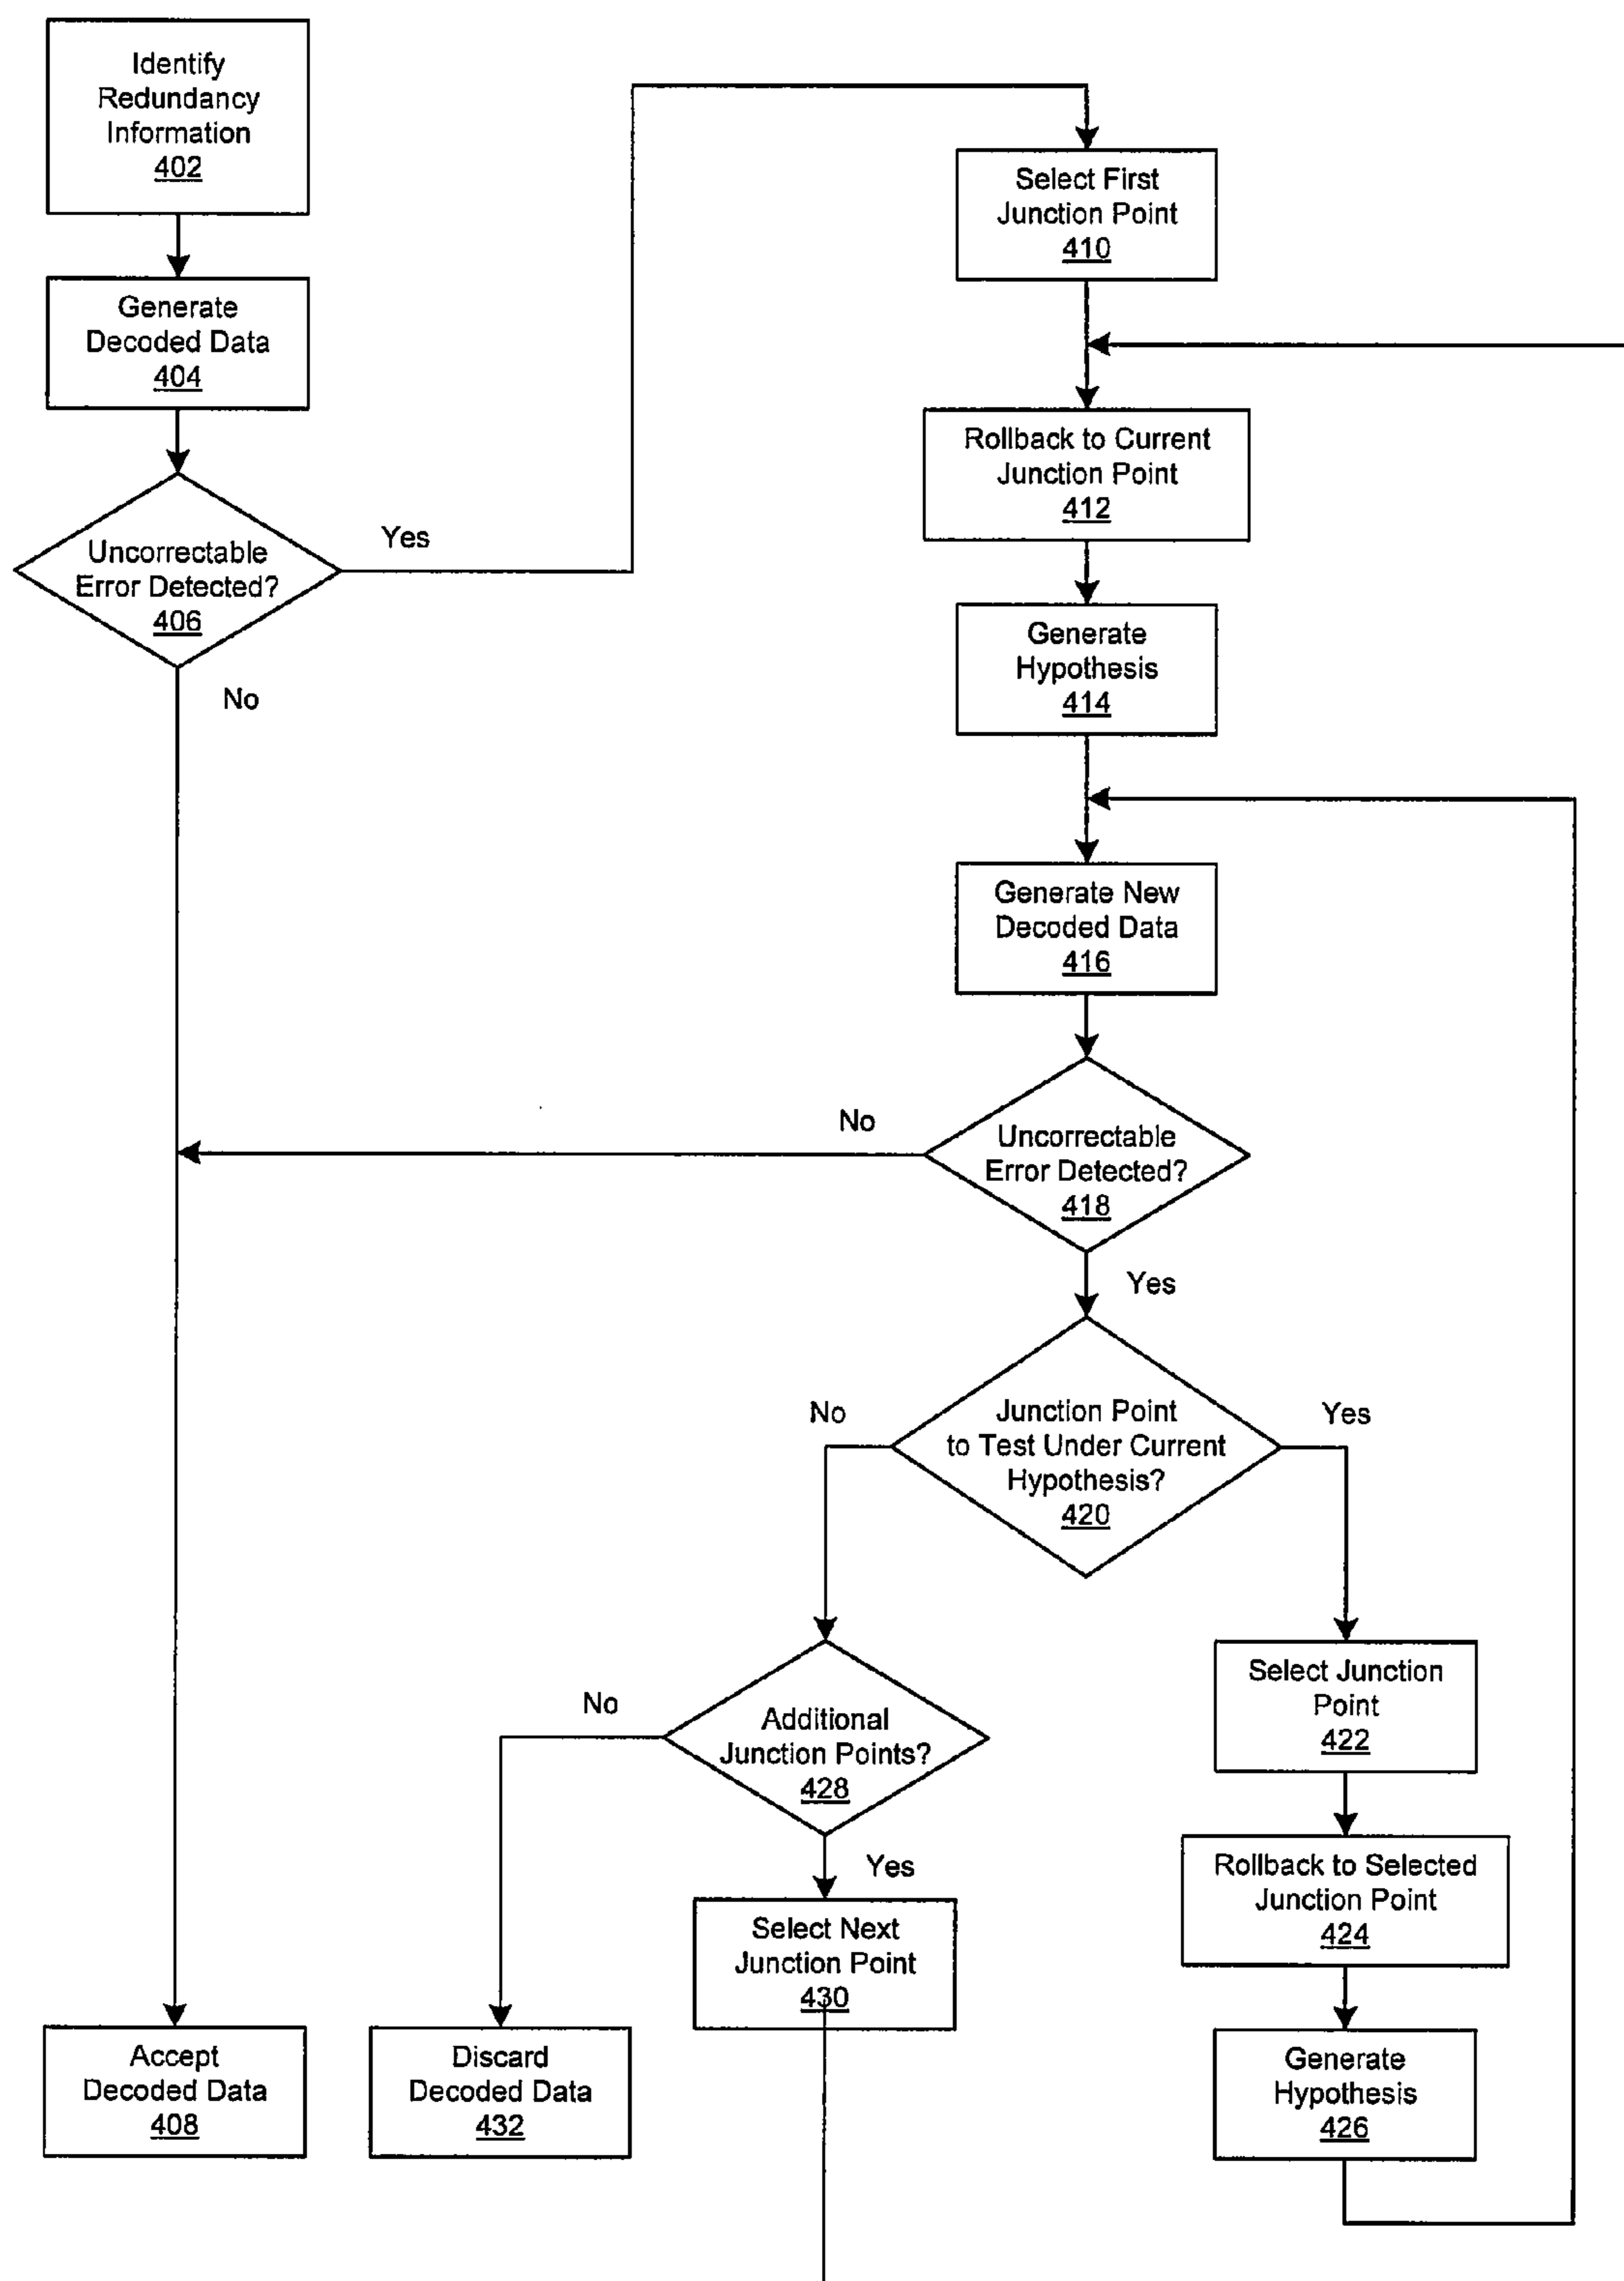 Identify
Redundancy
Information
402
Generate
Decoded Data
404
Uncorrectable
Error Detected?
406
Yes
No
Select First
Junction Point
410
Rollback to Current
Junction Point
412
Generate
Hypothesis
414
Generate New
Decoded Data
416
No
Uncorrectable
Error Detected?
418
Yes
No
Junction Point
to Test Under Current
Hypothesis?
420
Yes
No
Additional
Junction Points?
428
Yes
Select Junction
Point
422
Rollback to Selected
Junction Point
424
Select Next
Junction Point
430
Accept
Decoded Data
408
Discard
Decoded Data
432
Generate
Hypothesis
426